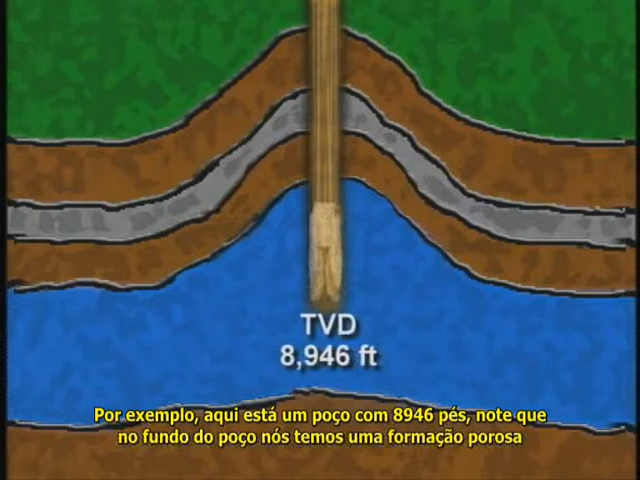 TVD
8,946 ft
Por exemplo, aqui está um poço com 8946 pés, note que
no fundo do poço nós temos uma formação porosa